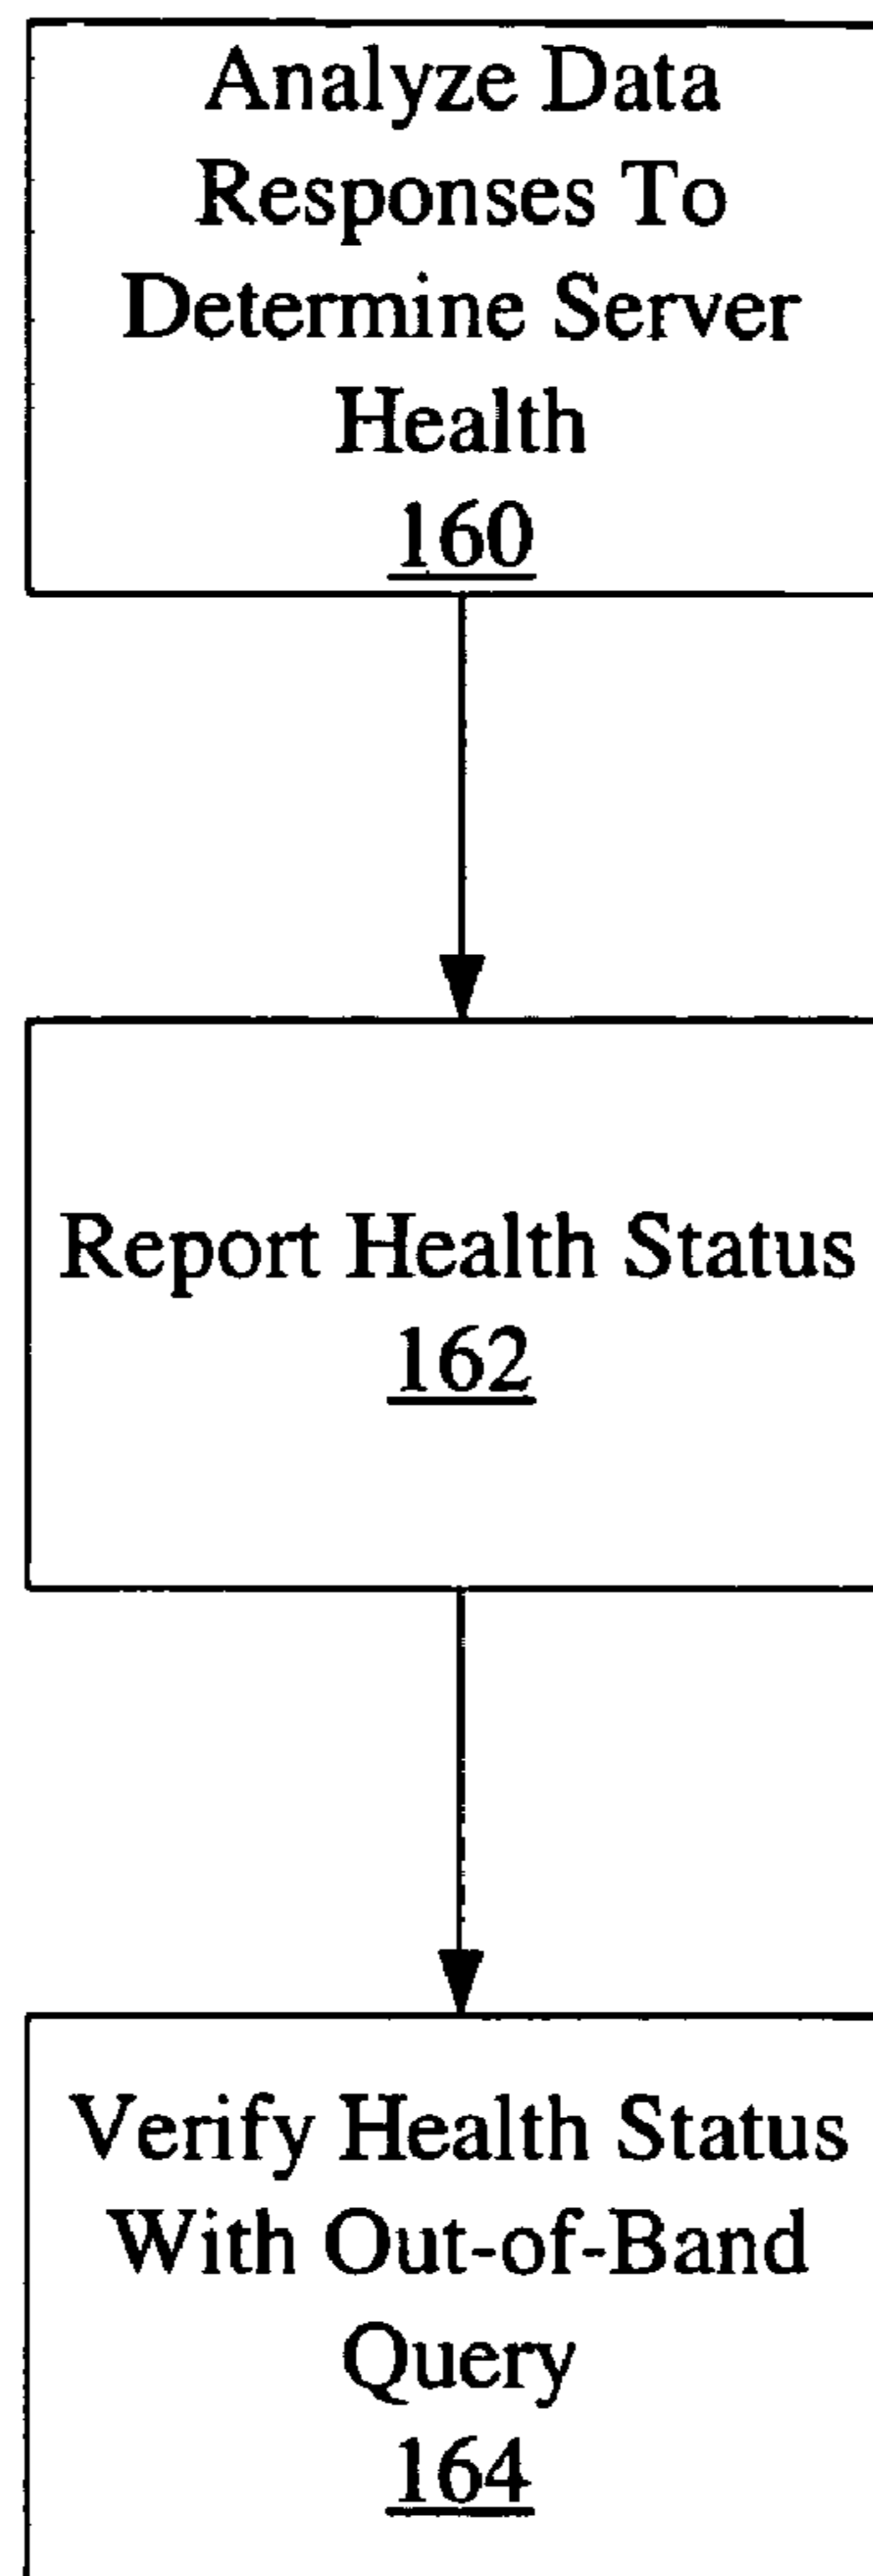 Analyze Data
Responses To
Determine Server
Health
160
Report Health Status
162
Verify Health Status
With Out-of-Band
Query
164